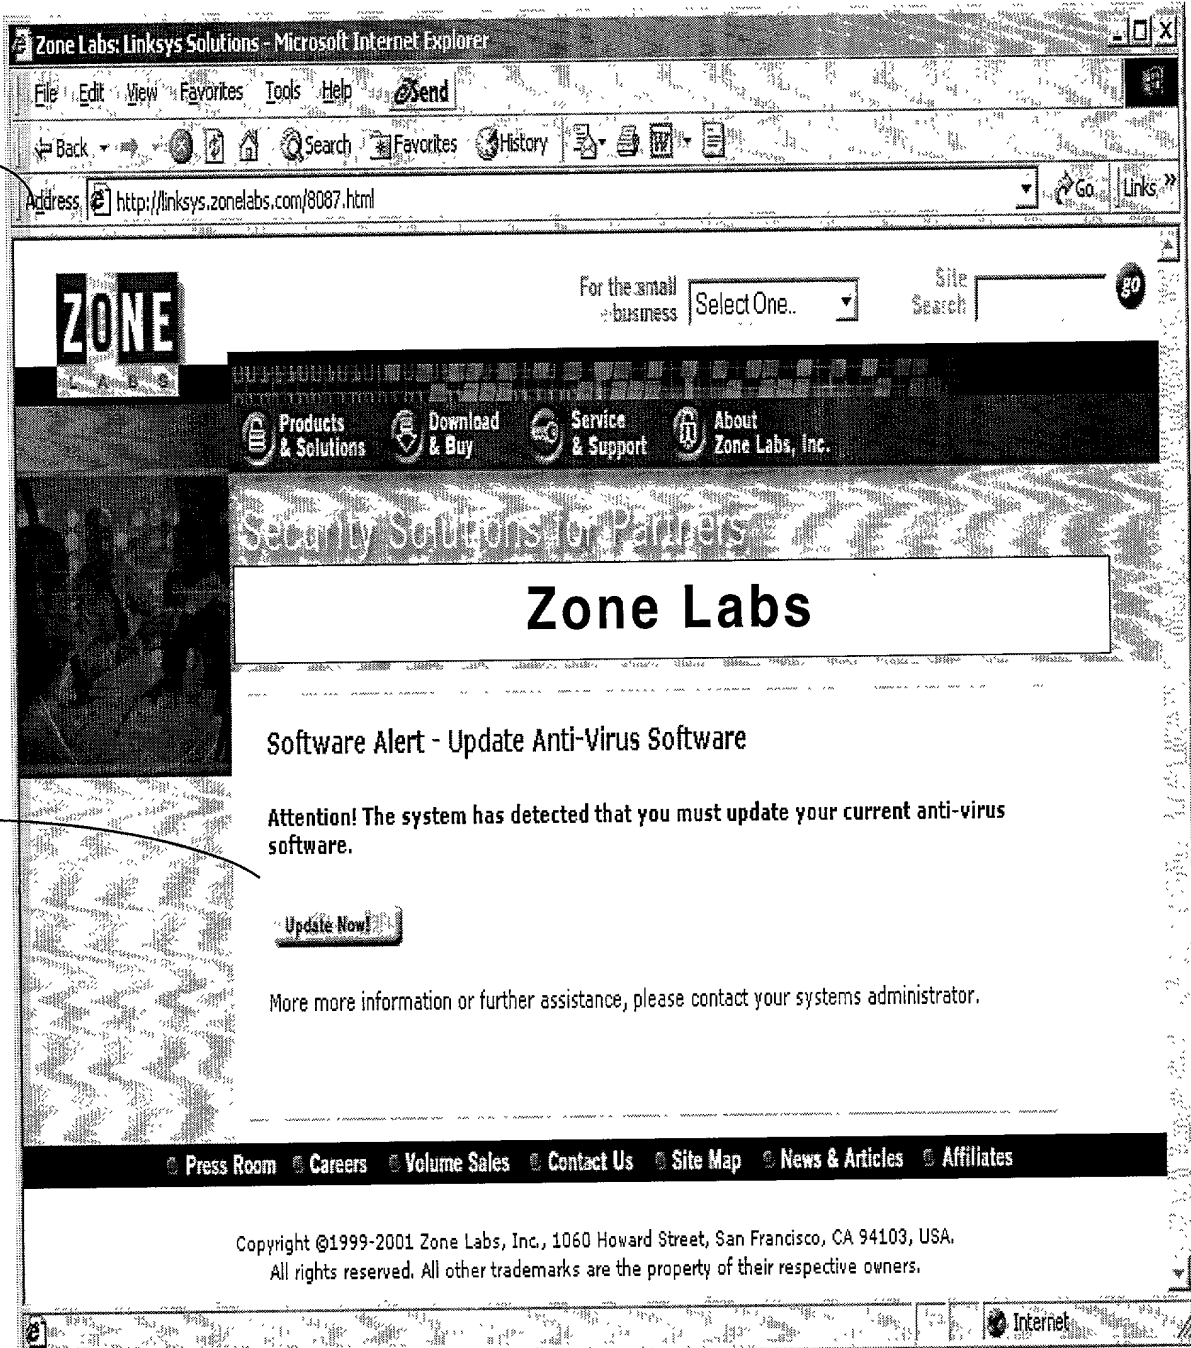 Zone Labs: Linksys Solutions - Microsoft Internet Explorer
File Edit View Favorites Tools Help Send
Back Search Favorites History
Address http://linksys.zonelabs.com/8087.html Go Links »
ZONE
LABS
For the small
business
Select One..
Site
Search
go
Products
& Solutions
Download
& Buy
Service
& Support
About
Zone Labs, Inc.
Security Solutions for Partners
Zone Labs
Software Alert - Update Anti-Virus Software
Attention! The system has detected that you must update your current anti-virus
software.
Update Now!
More more information or further assistance, please contact your systems administrator.
Press Room Careers Volume Sales Contact Us Site Map News & Articles Affiliates
Copyright ©1999-2001 Zone Labs, Inc., 1060 Howard Street, San Francisco, CA 94103, USA.
All rights reserved. All other trademarks are the property of their respective owners.
Internet